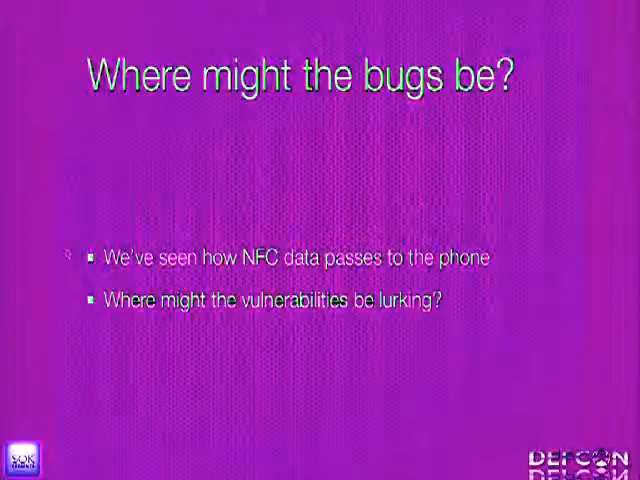 Where might the bugs be?
We've seen how NFC data passes to the phone
Where might the vulnerabilities be lurking?
DEFCON